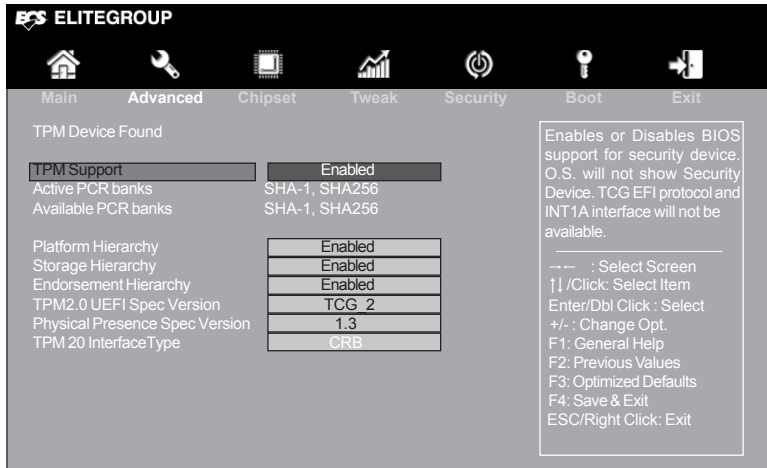 ECS ELITEGROUP
Main Advanced Chipset Tweak Security Boot Exit
TPM Device Found
TPM Support Enabled
Active PCR banks SHA-1, SHA256
Available PCR banks SHA-1, SHA256
Platform Hierarchy Enabled
Storage Hierarchy Enabled
Endorsement Hierarchy Enabled
TPM2.0 UEFI Spec Version TCG_2
Physical Presence Spec Version 1.3
TPM 20 InterfaceType CRB
Enables or Disables BIOS
support for security device.
O.S. will not show Security
Device. TCG EFI protocol and
INT1A interface will not be
available.
→← : Select Screen
↑↓/Click: Select Item
Enter/Dbl Click : Select
+/- : Change Opt.
F1: General Help
F2: Previous Values
F3: Optimized Defaults
F4: Save & Exit
ESC/Right Click: Exit